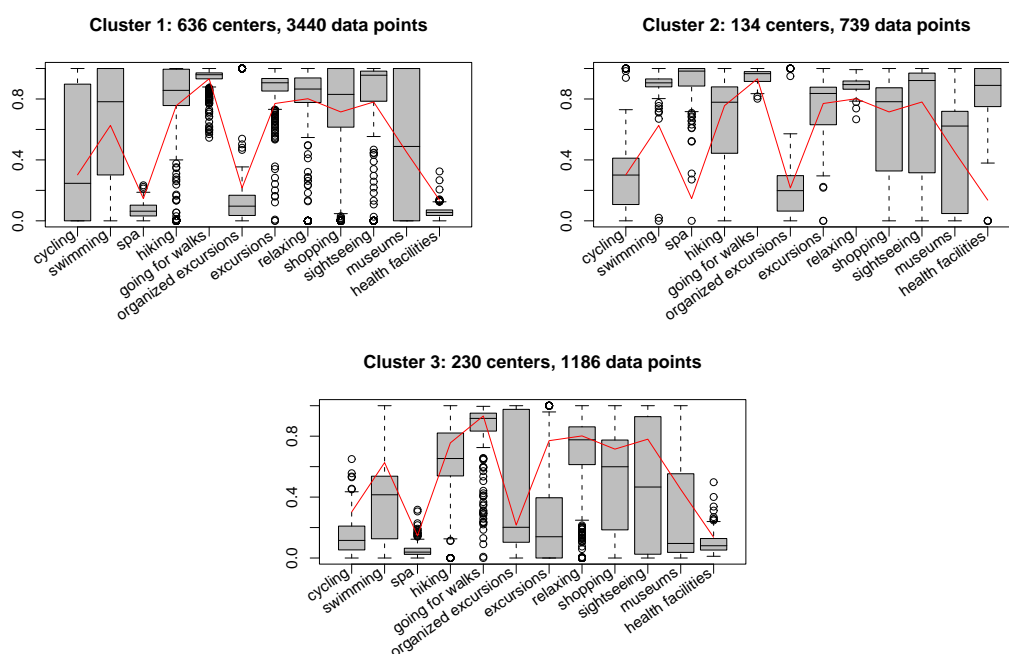 Cluster 1: 636 centers, 3440 data points
0.0 0.4 0.8
cycling
swimming
spa
hiking
going for walks
organized excursions
excursions
relaxing
shopping
sightseeing
museums
health facilities
Cluster 2: 134 centers, 739 data points
0.0 0.4 0.8
cycling
swimming
spa
hiking
going for walks
organized excursions
excursions
relaxing
shopping
sightseeing
museums
health facilities
Cluster 3: 230 centers, 1186 data points
0.0 0.4 0.8
cycling
swimming
spa
hiking
going for walks
organized excursions
excursions
relaxing
shopping
sightseeing
museums
health facilities